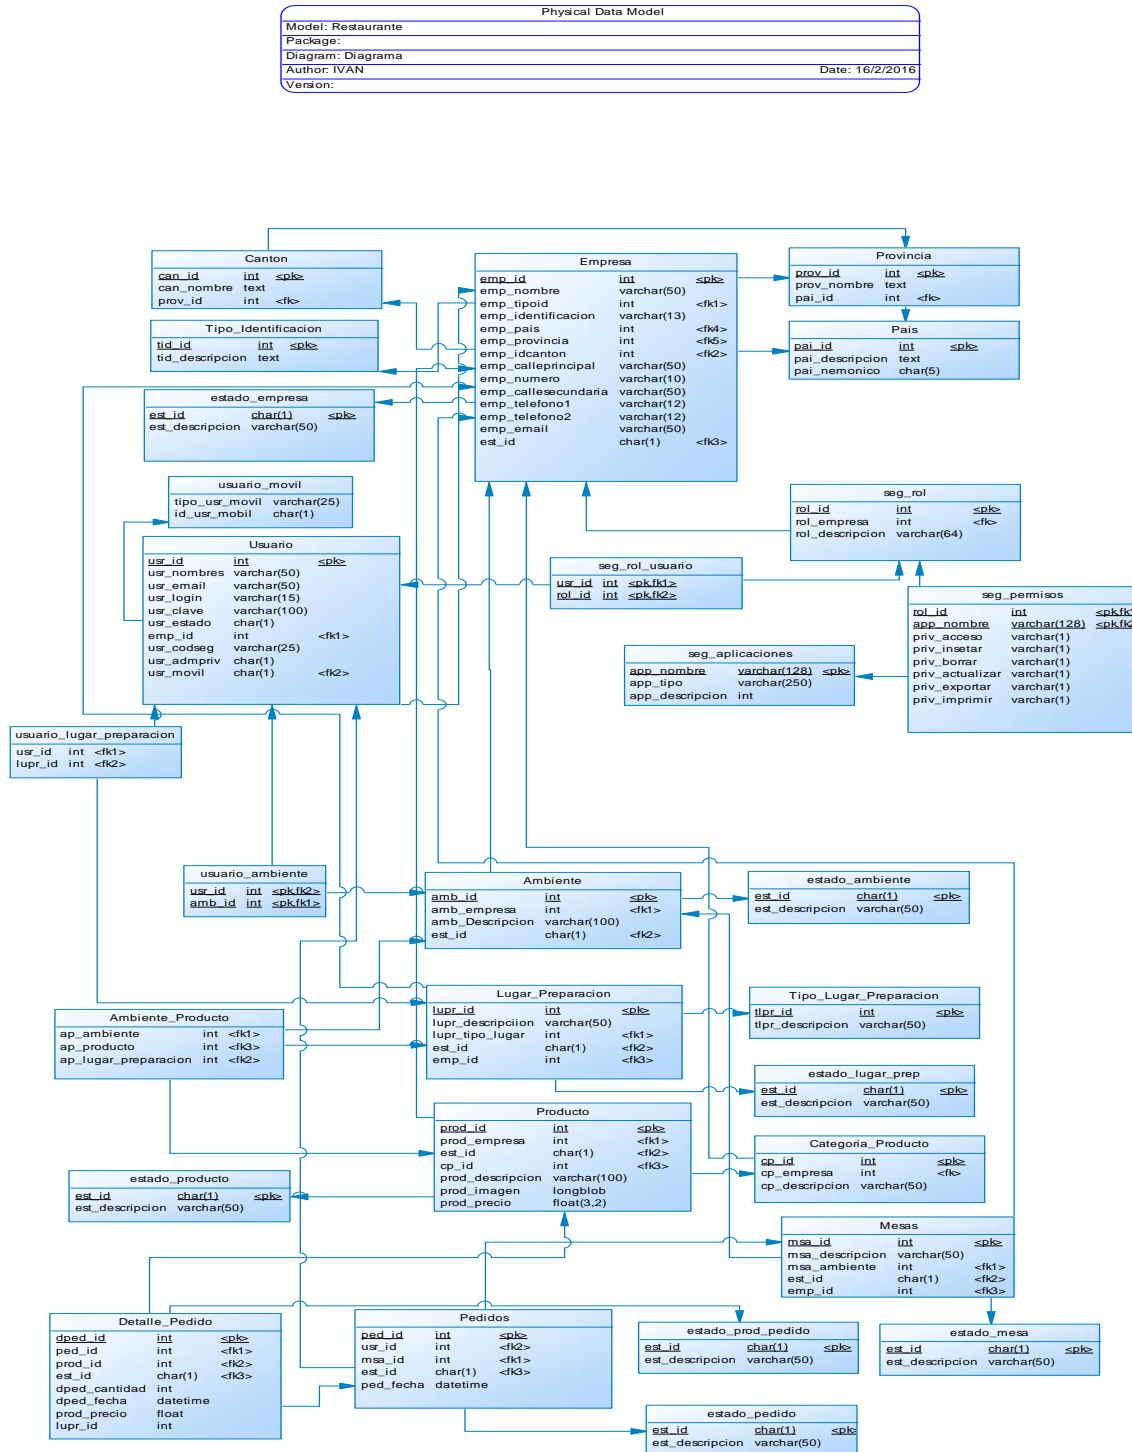 Physical Data Model
Model: Restaurante
Package:
Diagram: Diagrama
Author: IVAN Date: 16/2/2016
Version:
Canton
can_id int <pk>
can_nombre text
prov_id int <fk>
Empresa
emp_id int <pk>
emp_nombre varchar(50)
emp_tipoid int <fk1>
emp_identificacion varchar(13)
emp_pais int <fk4>
emp_provincia int <fk5>
emp_idcanton int <fk2>
emp_calleprincipal varchar(50)
emp_numero varchar(10)
emp_callesecundaria varchar(50)
emp_telefono1 varchar(12)
emp_telefono2 varchar(12)
emp_email varchar(50)
est_id char(1) <fk3>
Provincia
prov_id int <pk>
prov_nombre text
pai_id int <fk>
Tipo_Identificacion
tid_id int <pk>
tid_descripcion text
Pais
pai_id int <pk>
pai_descripcion text
pai_nemonico char(5)
estado_empresa
est_id char(1) <pk>
est_descripcion varchar(50)
usuario_movil
tipo_usr_movil varchar(25)
id_usr_mobil char(1)
seg_rol
rol_id int <pk>
rol_empresa int <fk>
rol_descripcion varchar(64)
Usuario
usr_id int <pk>
usr_nombres varchar(50)
usr_email varchar(50)
usr_login varchar(15)
usr_clave varchar(100)
usr_estado char(1)
emp_id int <fk1>
usr_codseg varchar(25)
usr_admpriv char(1)
usr_movil char(1) <fk2>
seg_rol_usuario
usr_id int <pk,fk1>
rol_id int <pk,fk2>
seg_permisos
rol_id int <pk,fk1
app_nombre varchar(128) <pk,fk2
priv_acceso varchar(1)
priv_insetar varchar(1)
priv_borrar varchar(1)
priv_actualizar varchar(1)
priv_exportar varchar(1)
priv_imprimir varchar(1)
seg_aplicaciones
app_nombre varchar(128) <pk>
app_tipo varchar(250)
app_descripcion int
usuario_lugar_preparacion
usr_id int <fk1>
lupr_id int <fk2>
usuario_ambiente
usr_id int <pk,fk2>
amb_id int <pk,fk1>
Ambiente
amb_id int <pk>
amb_empresa int <fk1>
amb_Descripcion varchar(100)
est_id char(1) <fk2>
estado_ambiente
est_id char(1) <pk>
est_descripcion varchar(50)
Lugar_Preparacion
lupr_id int <pk>
lupr_descripciion varchar(50)
lupr_tipo_lugar int <fk1>
est_id char(1) <fk2>
emp_id int <fk3>
Tipo_Lugar_Preparacion
tlpr_id int <pk>
tlpr_descripcion varchar(50)
Ambiente_Producto
ap_ambiente int <fk1>
ap_producto int <fk3>
ap_lugar_preparacion int <fk2>
estado_lugar_prep
est_id char(1) <pk>
est_descripcion varchar(50)
Producto
prod_id int <pk>
prod_empresa int <fk1>
est_id char(1) <fk2>
cp_id int <fk3>
prod_descripcion varchar(100)
prod_imagen longblob
prod_precio float(3,2)
Categoria_Producto
cp_id int <pk>
cp_empresa int <fk>
cp_descripcion varchar(50)
estado_producto
est_id char(1) <pk>
est_descripcion varchar(50)
Mesas
msa_id int <pk>
msa_descripcion varchar(50)
msa_ambiente int <fk1>
est_id char(1) <fk2>
emp_id int <fk3>
Detalle_Pedido
dped_id int <pk>
ped_id int <fk1>
prod_id int <fk2>
est_id char(1) <fk3>
dped_cantidad int
dped_fecha datetime
prod_precio float
lupr_id int
Pedidos
ped_id int <pk>
usr_id int <fk2>
msa_id int <fk1>
est_id char(1) <fk3>
ped_fecha datetime
estado_prod_pedido
est_id char(1) <pk>
est_descripcion varchar(50)
estado_mesa
est_id char(1) <pk>
est_descripcion varchar(50)
estado_pedido
est_id char(1) <pk
est_descripcion varchar(50)